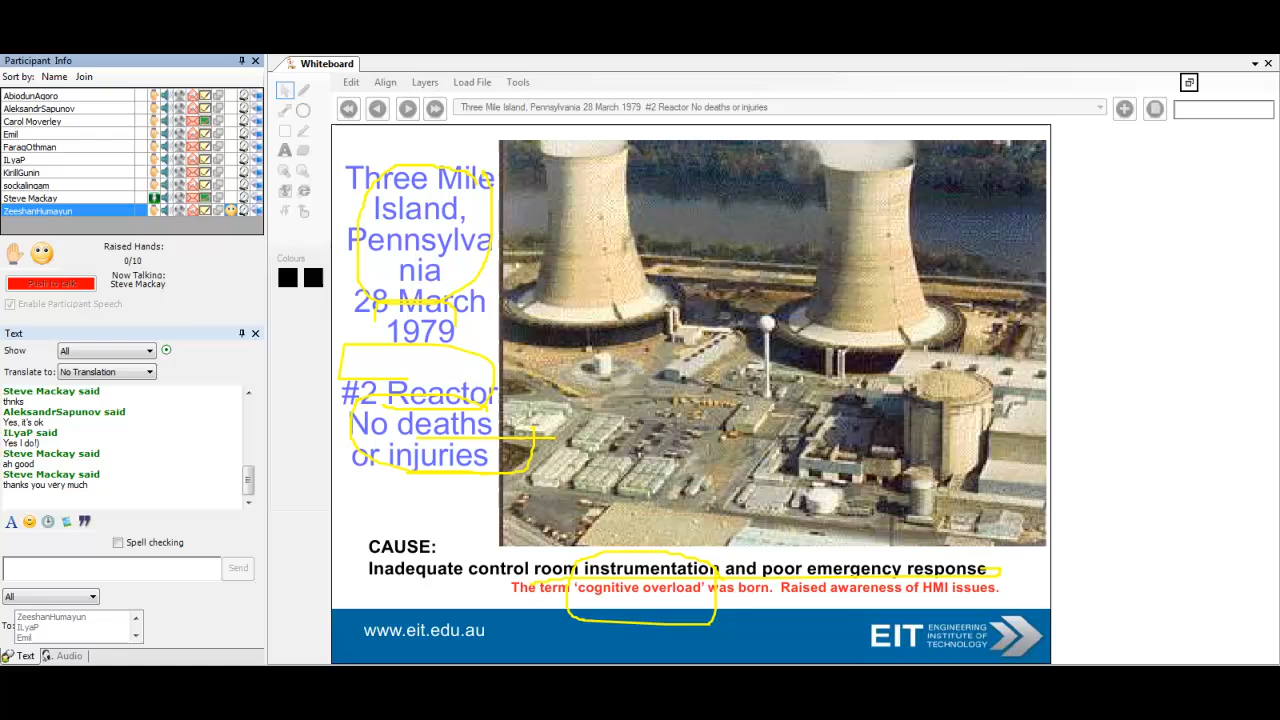 Participant Info
Sort by: Name Join
AbiodunAgoro
AleksandrSapunov
Carol Moverley
Emil
FaragOthman
ILyaP
KirillGunin
sockalingam
Steve Mackay
ZeeshanHumayun
Raised Hands:
0/10
Push to talk
Now Talking:
Steve Mackay
Enable Participant Speech
Text
Show All
Translate to: No Translation
Steve Mackay said
thnks
AleksandrSapunov said
Yes, it's ok
ILyaP said
Yes I do!)
Steve Mackay said
ah good
Steve Mackay said
thanks you very much
Spell checking
Send
All
To: ZeeshanHumayun
ILyaP
Emil
Text Audio
Whiteboard
Edit Align Layers Load File Tools
Three Mile Island, Pennsylvania 28 March 1979 #2 Reactor No deaths or injuries
Colours
Three Mile
Island,
Pennsylva
nia
28 March
1979
#2 Reactor
No deaths
or injuries
CAUSE:
Inadequate control room instrumentation and poor emergency response
The term ‘cognitive overload’ was born. Raised awareness of HMI issues.
www.eit.edu.au
EIT ENGINEERING
INSTITUTE OF
TECHNOLOGY